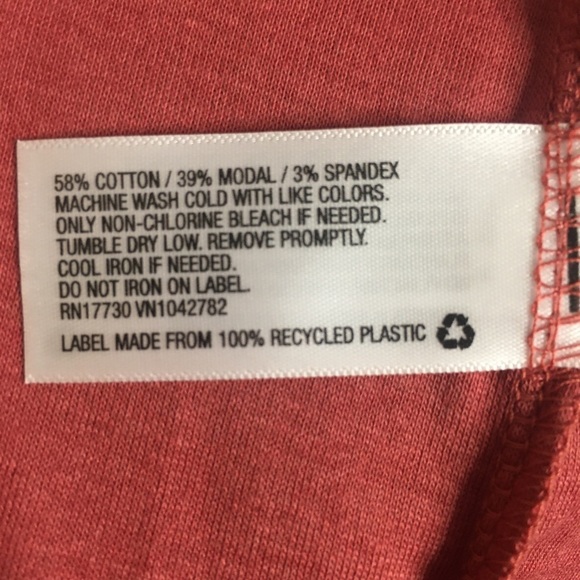 58% COTTON / 39% MODAL / 3% SPANDEX
MACHINE WASH COLD WITH LIKE COLORS.
ONLY NON-CHLORINE BLEACH IF NEEDED.
TUMBLE DRY LOW. REMOVE PROMPTLY.
COOL IRON IF NEEDED.
DO NOT IRON ON LABEL.
RN17730 VN1042782
LABEL MADE FROM 100% RECYCLED PLASTIC